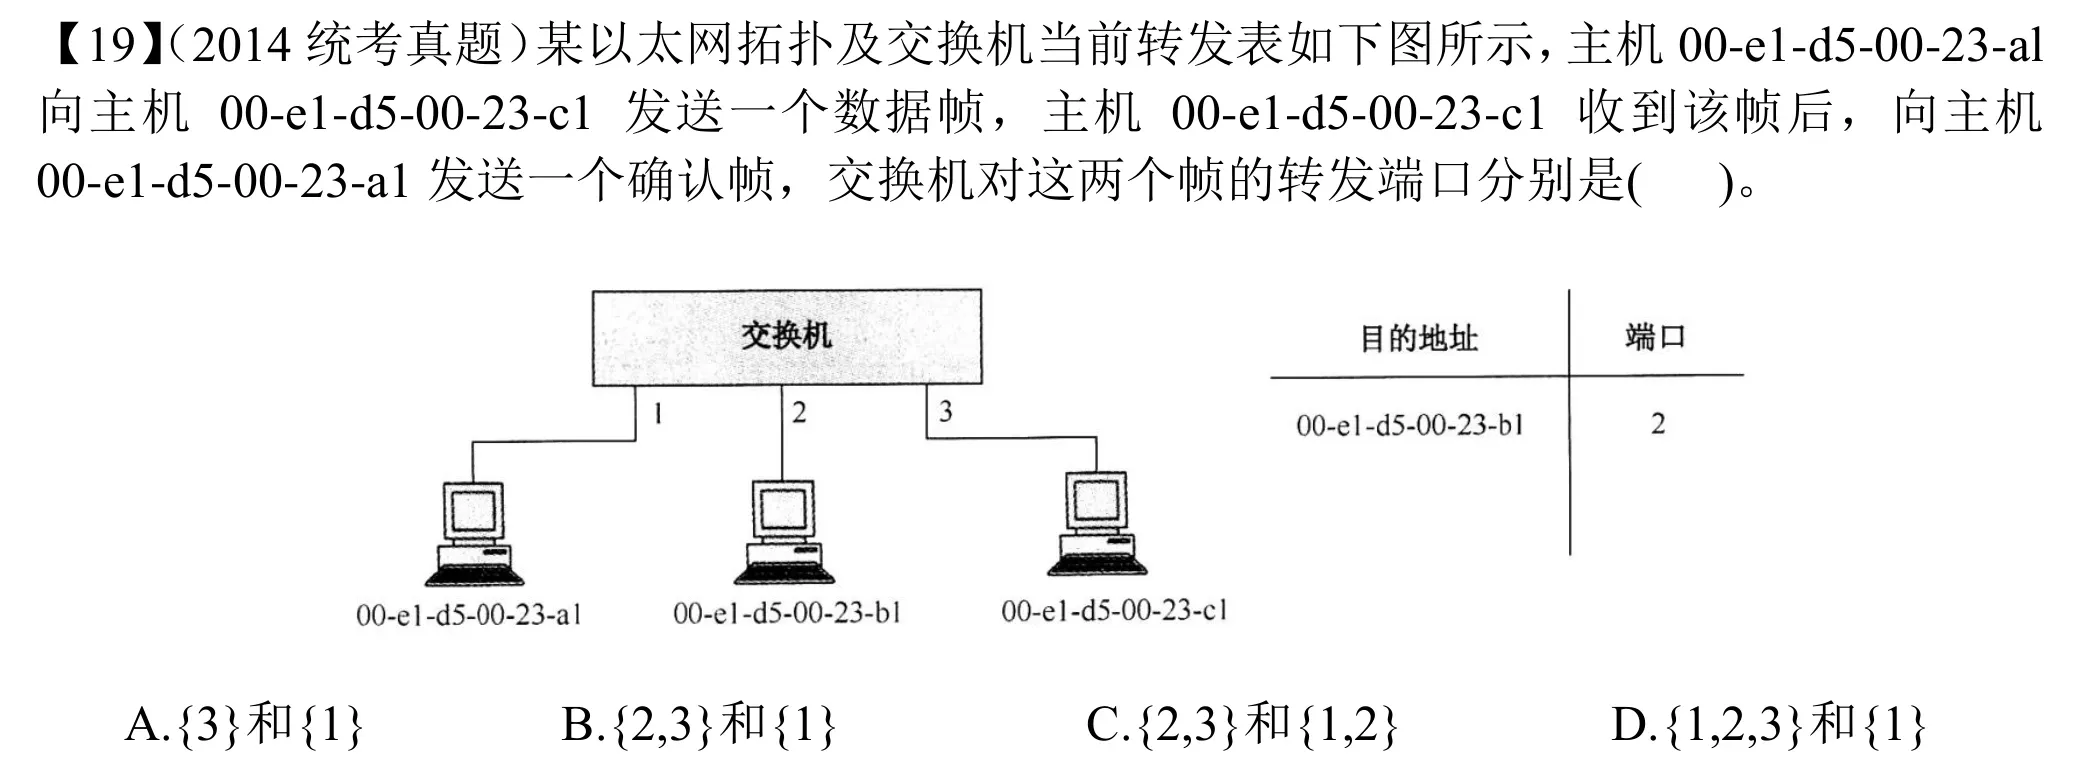 【19】(2014 统考真题)某以太网拓扑及交换机当前转发表如下图所示,主机 00-e1-d5-00-23-al
向主机 00-e1-d5-00-23-c1 发送一个数据帧，主机 00-e1-d5-00-23-c1 收到该帧后，向主机
00-e1-d5-00-23-a1 发送一个确认帧，交换机对这两个帧的转发端口分别是( )。
交换机
1 2 3
00-e1-d5-00-23-a1 00-e1-d5-00-23-b1 00-e1-d5-00-23-c1
目的地址 端口
00-e1-d5-00-23-b1 2
A.{3}和{1} B.{2,3}和{1} C.{2,3}和{1,2} D.{1,2,3}和{1}